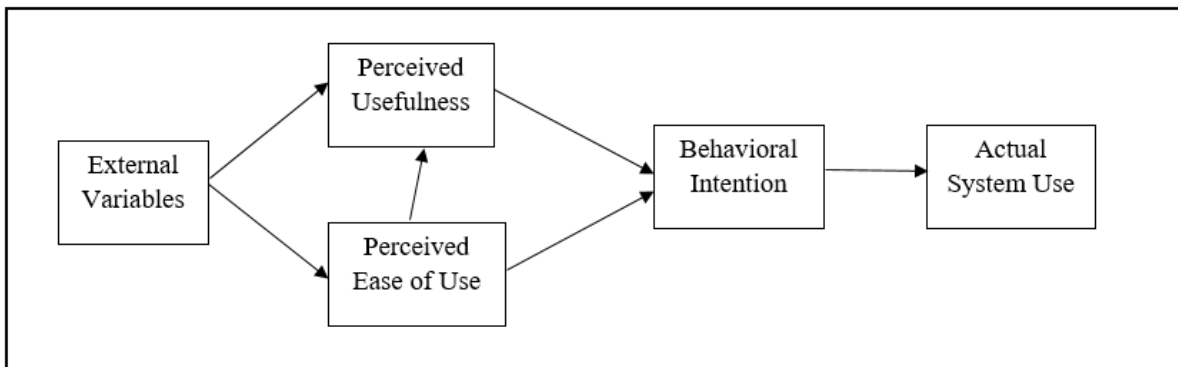 Perceived
Usefulness
External
Variables
Perceived
Ease of Use
Behavioral
Intention
Actual
System Use